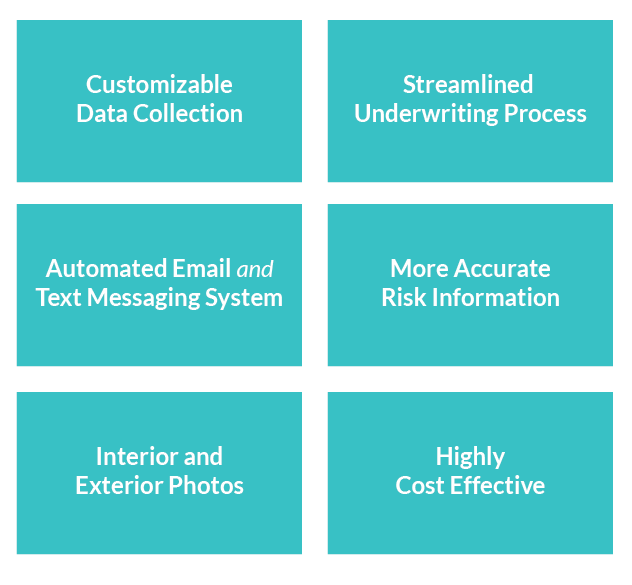 Customizable
Data Collection
Streamlined
Underwriting Process
Automated Email and
Text Messaging System
More Accurate
Risk Information
Interior and
Exterior Photos
Highly
Cost Effective